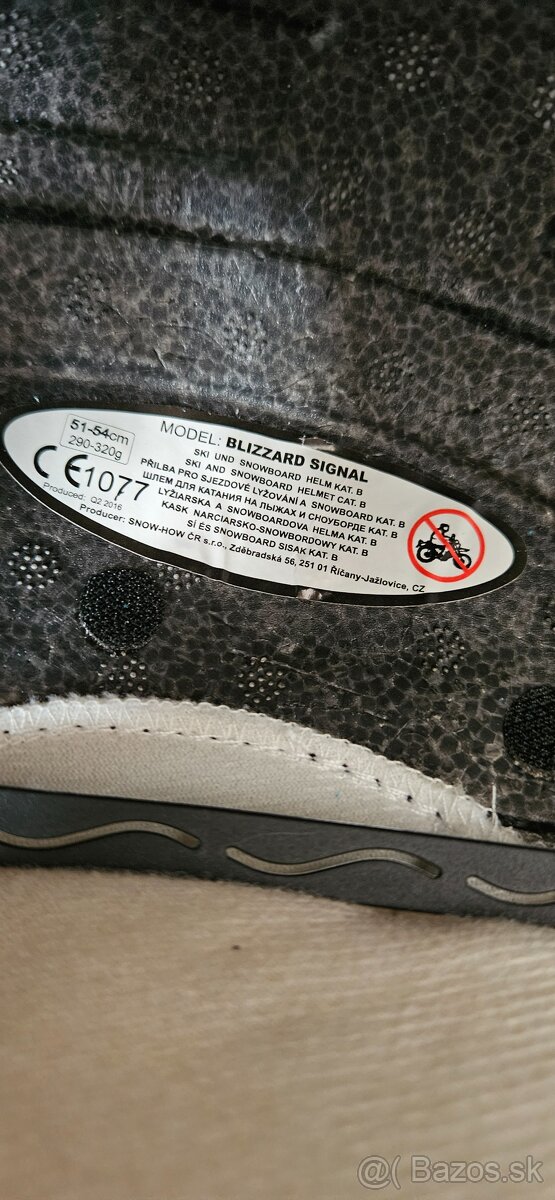 51-54cm
290-320g
CE1077
Produced: Q2 2016
MODEL: BLIZZARD SIGNAL
SKI UND SNOWBOARD HELM KAT. B
SKI AND SNOWBOARD HELMET CAT. B
PŘILBA PRO SJEZDOVÉ LYŽOVÁNÍ A SNOWBOARD KAT. B
ШЛЕМ ДЛЯ КАТАНИЯ НА ЛЫЖАХ И СНОУБОРДЕ КАТ. B
LYŽIARSKA A SNOWBOARDOVA HELMA KAT. B
KASK NARCIARSKO-SNOWBORDOWY KAT. B
SÍ ÉS SNOWBOARD SISAK KAT. B
Producer: SNOW-HOW ČR s.r.o., Zděbradská 56, 251 01 Říčany-Jažlovice, CZ
@ Bazos.sk